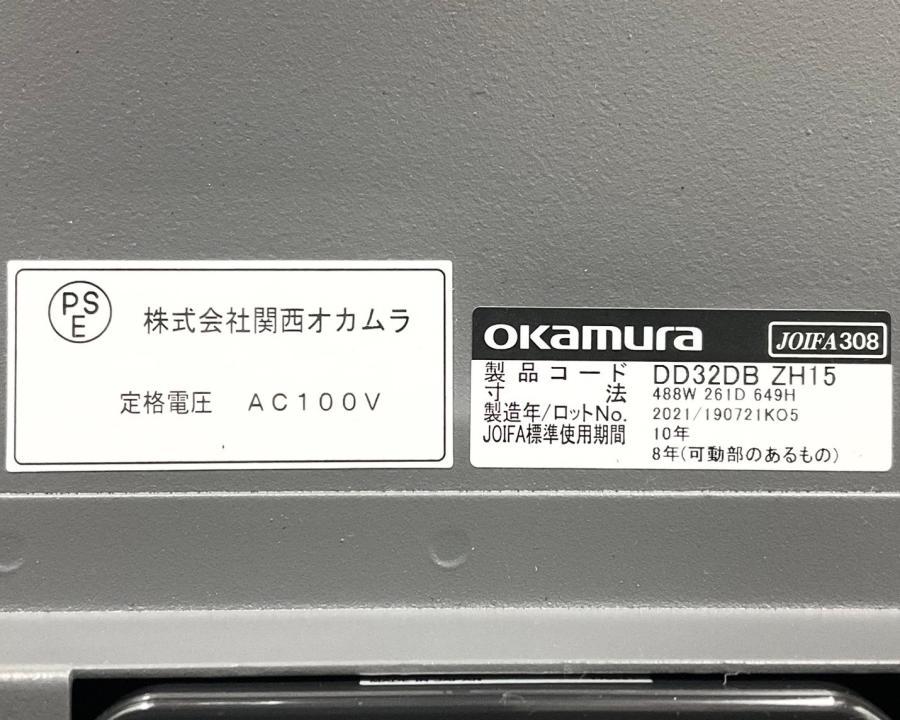 PSE
株式会社関西オカムラ
定格電圧 AC100V
OKAMURA
JOIFA308
製品コード DD32DB ZH15
寸法 488W 261D 649H
製造年/ロットNo. 2021/190721K05
JOIFA標準使用期間 10年
8年(可動部のあるもの)